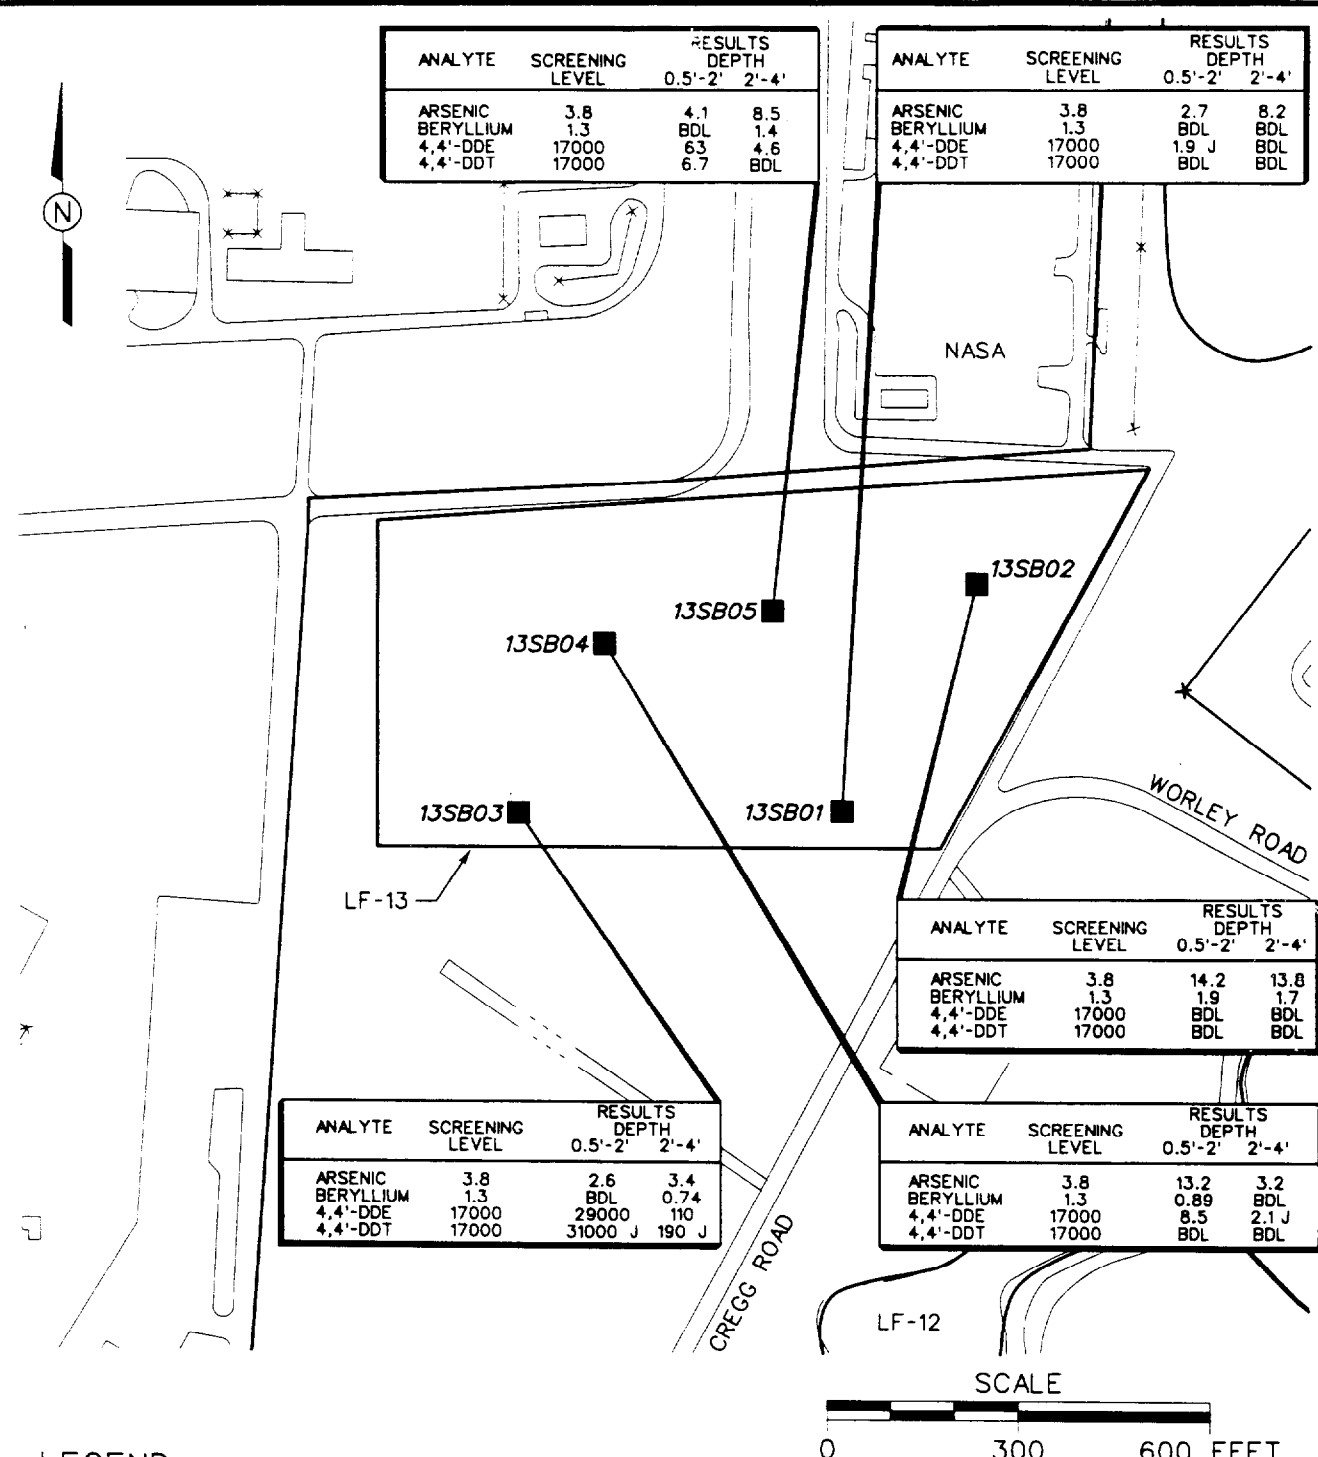 RESULTS
ANALYTE SCREENING DEPTH
LEVEL 0.5'-2' 2'-4'
ARSENIC 3.8 4.1 8.5
BERYLLIUM 1.3 BDL 1.4
4,4'-DDE 17000 63 4.6
4,4'-DDT 17000 6.7 BDL
RESULTS
ANALYTE SCREENING DEPTH
LEVEL 0.5'-2' 2'-4'
ARSENIC 3.8 2.7 8.2
BERYLLIUM 1.3 BDL BDL
4,4'-DDE 17000 1.9 J BDL
4,4'-DDT 17000 BDL BDL
N
NASA
13SB02
13SB05
13SB04
13SB03
13SB01
WORLEY ROAD
LF-13
RESULTS
ANALYTE SCREENING DEPTH
LEVEL 0.5'-2' 2'-4'
ARSENIC 3.8 14.2 13.8
BERYLLIUM 1.3 1.9 1.7
4,4'-DDE 17000 BDL BDL
4,4'-DDT 17000 BDL BDL
RESULTS
ANALYTE SCREENING DEPTH
LEVEL 0.5'-2' 2'-4'
ARSENIC 3.8 2.6 3.4
BERYLLIUM 1.3 BDL 0.74
4,4'-DDE 17000 29000 110
4,4'-DDT 17000 31000 J 190 J
RESULTS
ANALYTE SCREENING DEPTH
LEVEL 0.5'-2' 2'-4'
ARSENIC 3.8 13.2 3.2
BERYLLIUM 1.3 0.89 BDL
4,4'-DDE 17000 8.5 2.1 J
4,4'-DDT 17000 BDL BDL
CREGG ROAD
LF-12
SCALE
0 300 600 FEET
LEGEND